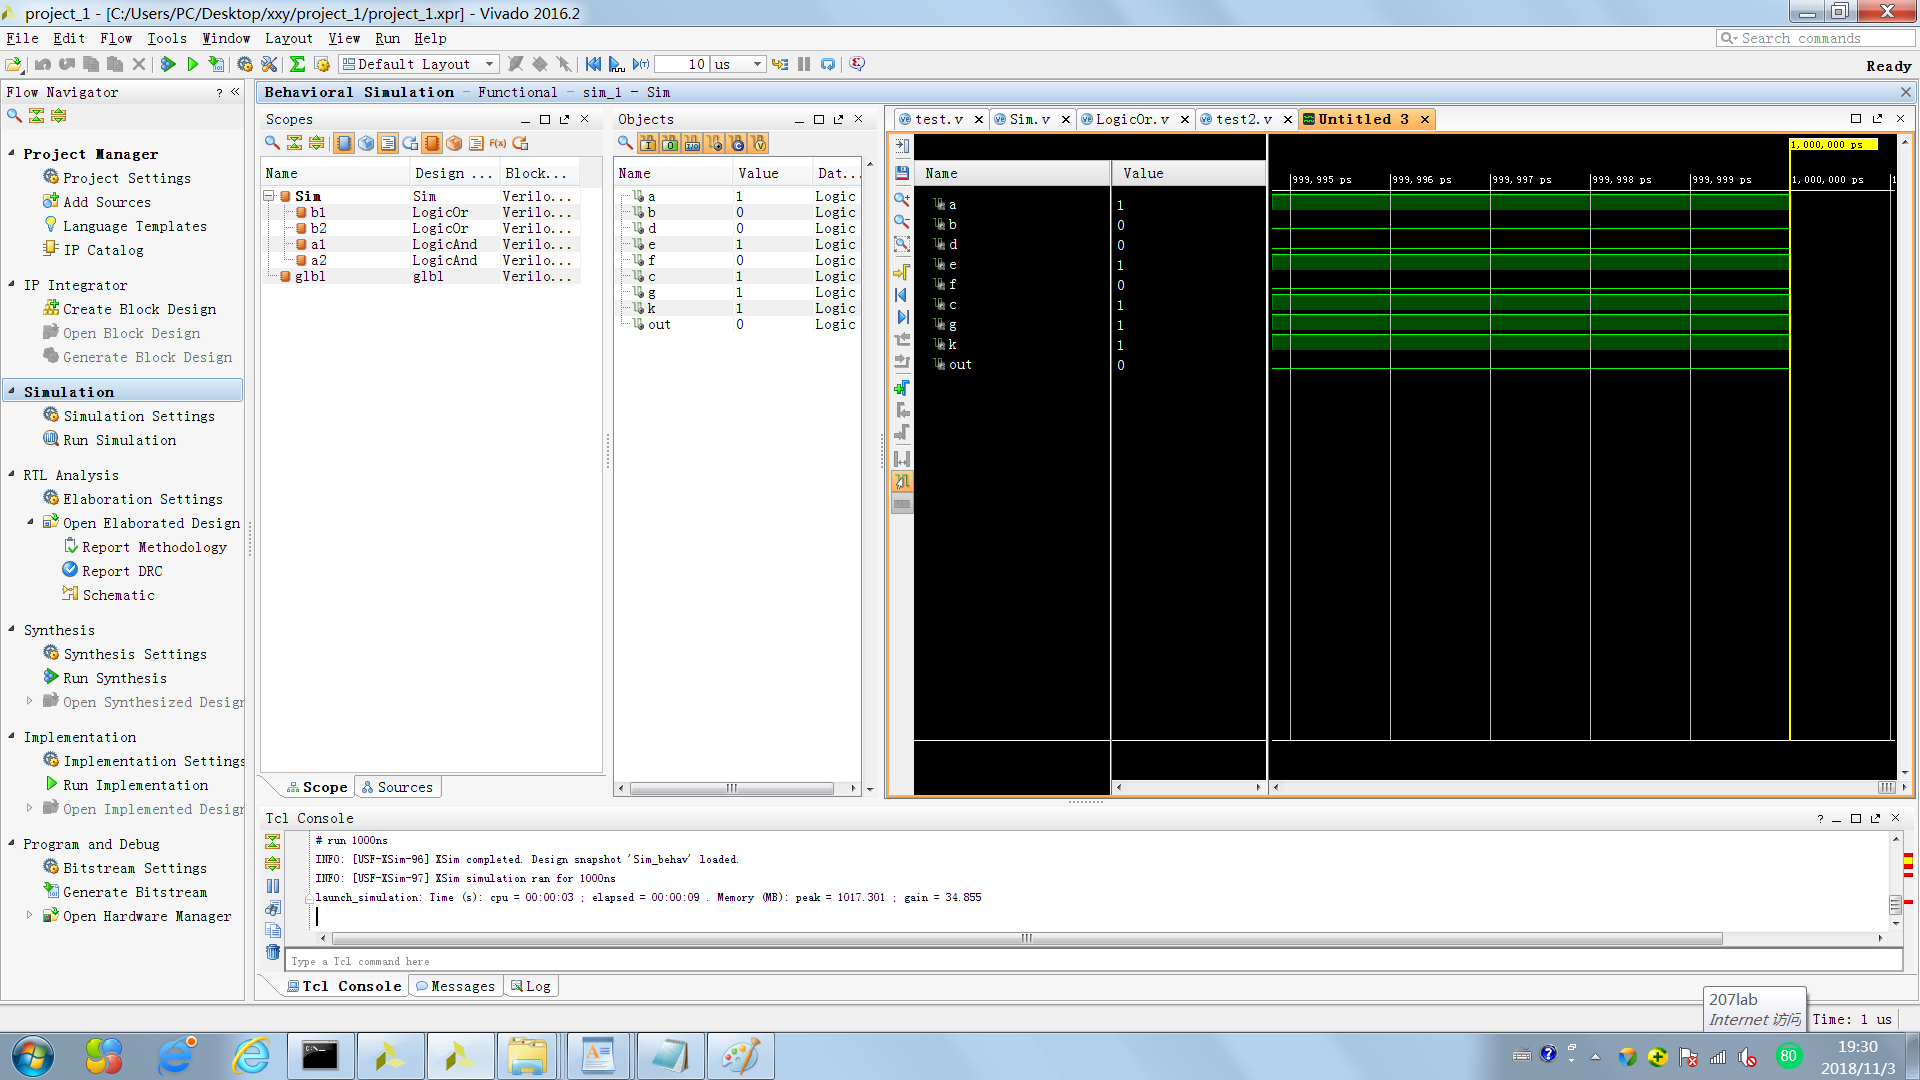 project_1 - [C:/Users/PC/Desktop/xxy/project_1/project_1.xpr] - Vivado 2016.2
File Edit Flow Tools Window Layout View Run Help
Search commands
Default Layout
10 us
Ready
Flow Navigator
Project Manager
Project Settings
Add Sources
Language Templates
IP Catalog
IP Integrator
Create Block Design
Open Block Design
Generate Block Design
Simulation
Simulation Settings
Run Simulation
RTL Analysis
Elaboration Settings
Open Elaborated Design
Report Methodology
Report DRC
Schematic
Synthesis
Synthesis Settings
Run Synthesis
Open Synthesized Design
Implementation
Implementation Settings
Run Implementation
Open Implemented Design
Program and Debug
Bitstream Settings
Generate Bitstream
Open Hardware Manager
Behavioral Simulation - Functional - sim_1 - Sim
Scopes
Name Design ... Block...
Sim Sim Verilo...
b1 LogicOr Verilo...
b2 LogicOr Verilo...
a1 LogicAnd Verilo...
a2 LogicAnd Verilo...
glbl glbl Verilo...
Scope Sources
Objects
Name Value Dat...
a 1 Logic
b 0 Logic
d 0 Logic
e 1 Logic
f 0 Logic
c 1 Logic
g 1 Logic
k 1 Logic
out 0 Logic
test.v Sim.v LogicOr.v test2.v Untitled 3
1,000,000 ps
Name Value
999,995 ps 999,996 ps 999,997 ps 999,998 ps 999,999 ps 1,000,000 ps
a 1
b 0
d 0
e 1
f 0
c 1
g 1
k 1
out 0
Tcl Console
# run 1000ns
INFO: [USF-XSim-96] XSim completed. Design snapshot 'Sim_behav' loaded.
INFO: [USF-XSim-97] XSim simulation ran for 1000ns
launch_simulation: Time (s): cpu = 00:00:03 ; elapsed = 00:00:09 . Memory (MB): peak = 1017.301 ; gain = 34.855
Type a Tcl command here
Tcl Console Messages Log
207lab
Internet 访问
Time: 1 us
80
19:30
2018/11/3